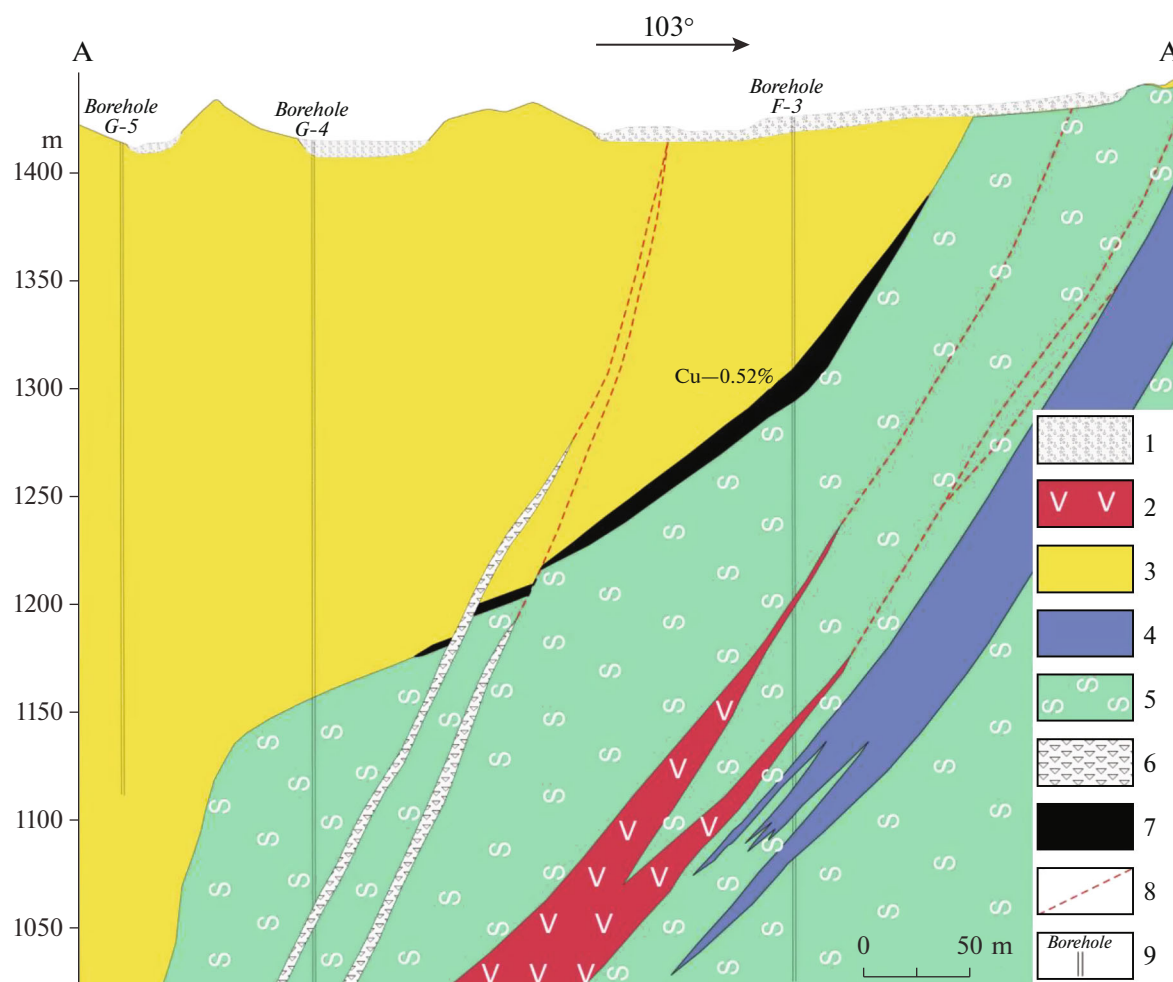 103°
A
A
Borehole
G-5
Borehole
G-4
Borehole
F-3
m
1400
1350
1300
1250
1200
1150
1100
1050
Cu—0.52%
S S S S S S S S
V V V V V V V V V V V
1
V V 2
3
4
S S S 5
6
7
8
Borehole 9
0 50 m